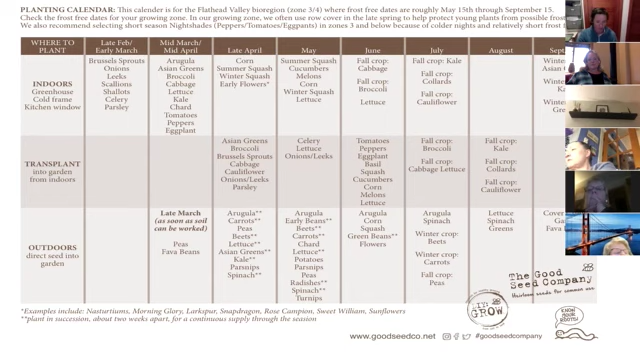 PLANTING CALENDAR: This calendar is for the Flathead Valley bioregion (zone 3/4) where frost free dates are roughly May 15th through September 15.
Check the frost free dates for your growing zone. In our growing zone, we often use row cover in the late spring to help protect young plants from possible fros
We also recommend selecting short season Nightshades (Peppers/Tomatoes/Eggpants) in zones 3 and below because of colder nights and relatively short frost f
WHERE TO PLANT
Late Feb/ Early March
Mid March/ Mid April
Late April
May
June
July
August
Sept
INDOORS
Greenhouse
Cold frame
Kitchen window
Brussels Sprouts
Onions
Leeks
Scallions
Shallots
Celery
Parsley
Arugula
Asian Greens
Broccoli
Cabbage
Lettuce
Kale
Chard
Tomatoes
Peppers
Eggplant
Corn
Summer Squash
Winter Squash
Early Flowers*
Summer Squash
Cucumbers
Melons
Corn
Winter Squash
Lettuce
Fall crop:
Cabbage
Fall crop:
Broccoli
Lettuce
Fall crop: Kale
Fall crop:
Collards
Fall crop:
Cauliflower
TRANSPLANT
into garden
from indoors
Asian Greens
Broccoli
Brussels Sprouts
Cabbage
Cauliflower
Onions/Leeks
Parsley
Celery
Lettuce
Onions/Leeks
Tomatoes
Peppers
Eggplant
Basil
Squash
Cucumbers
Corn
Melons
Lettuce
Fall crop:
Broccoli
Fall crop:
Cabbage Lettuce
Fall crop:
Kale
Fall crop:
Collards
Fall crop:
Cauliflower
OUTDOORS
direct seed into
garden
Late March
(as soon as soil
can be worked)
Peas
Fava Beans
Arugula**
Carrots**
Peas
Beets**
Lettuce**
Asian Greens**
Kale**
Parsnips
Spinach**
Arugula
Early Beans**
Beets**
Carrots**
Chard
Lettuce**
Potatoes
Parsnips
Peas
Radishes**
Spinach**
Turnips
Arugula
Corn
Squash
Green Beans**
Flowers
Arugula
Spinach
Winter crop:
Beets
Winter crop:
Carrots
Fall crop:
Peas
Lettuce
Spinach
Greens
Cover
Ga
Fava
The Good
Seed Company
Heirloom seeds for
LET IT
GROW
KNOW
YOUR
ROOTS!
*Examples include: Nasturtiums, Morning Glory, Larkspur, Snapdragon, Rose Campion, Sweet William, Sunflowers
**plant in succession, about two weeks apart, for a continuous supply through the season
www.goodseedco.net
#goodseedcompany